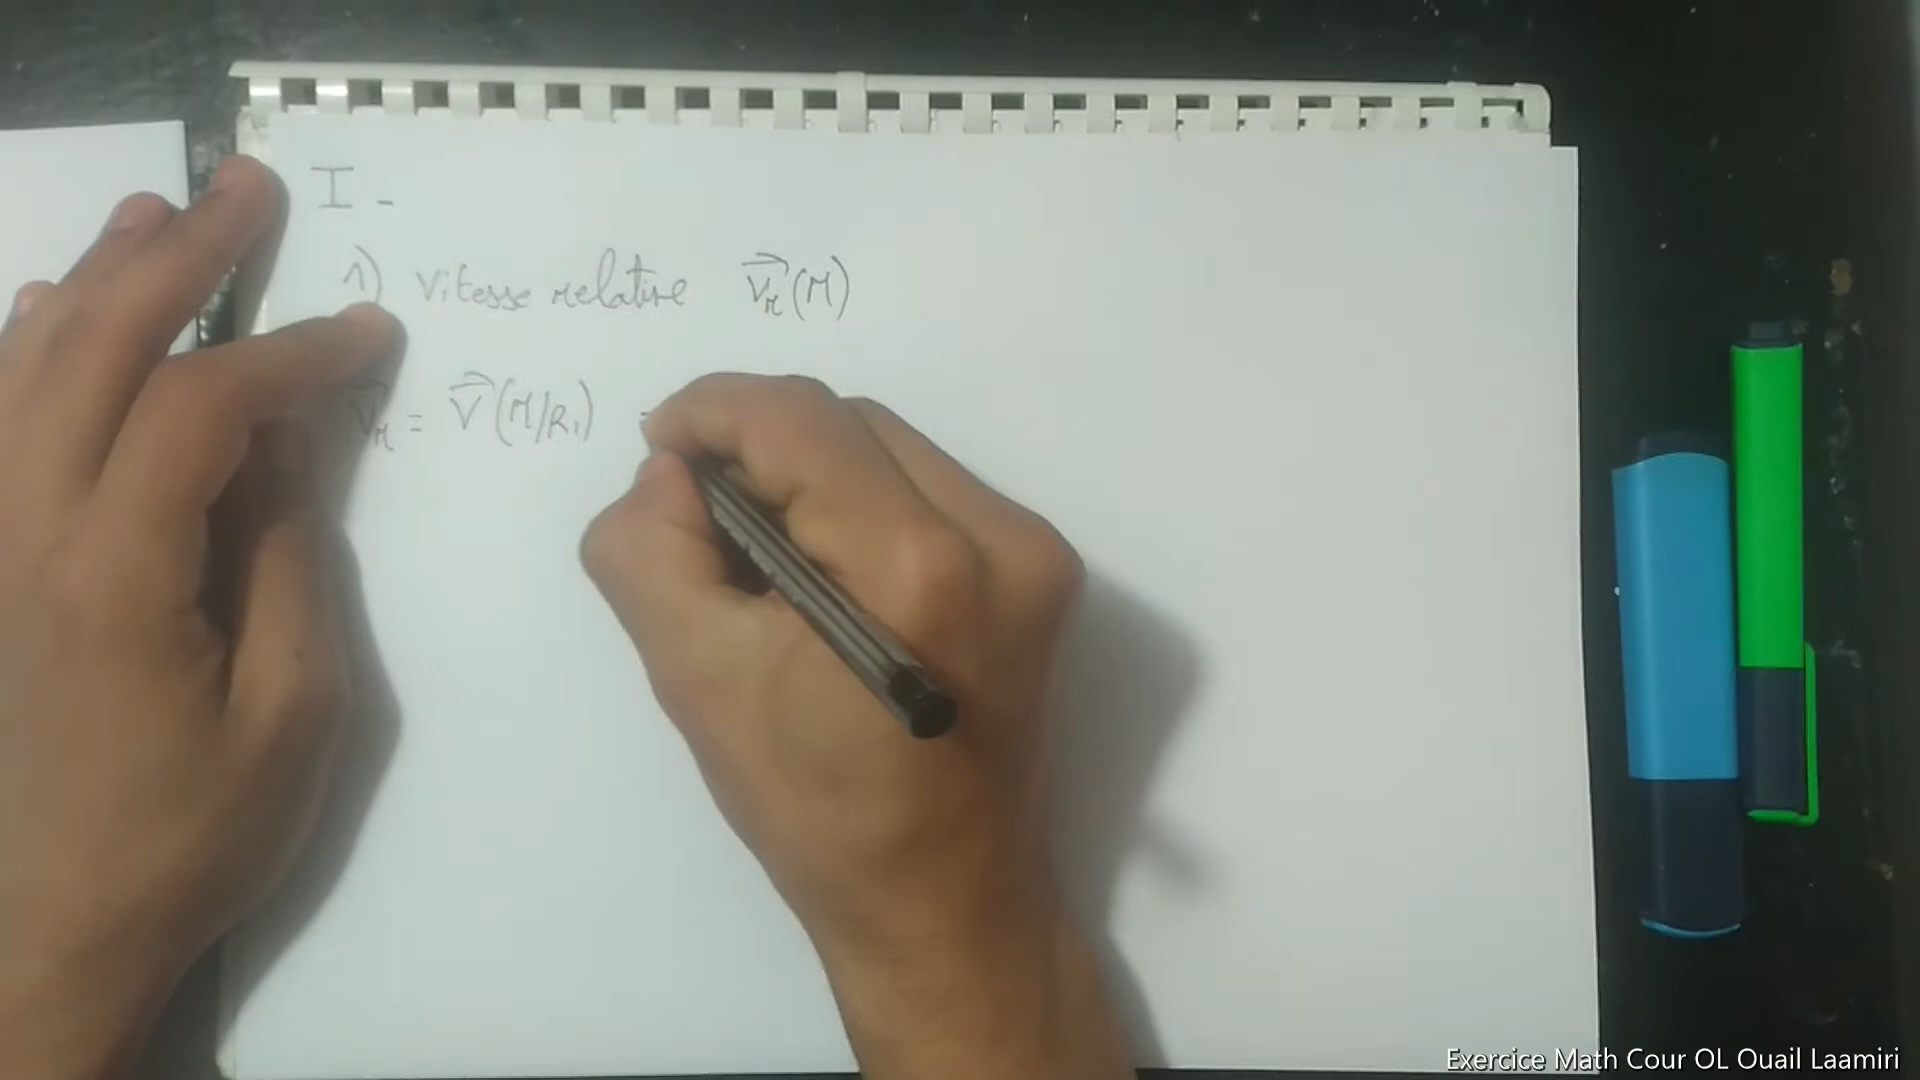 I -
1) Vitesse relative V⃗r(M)
V⃗r = V⃗(M/R1) =
Exercice Math Cour OL Ouail Laamiri